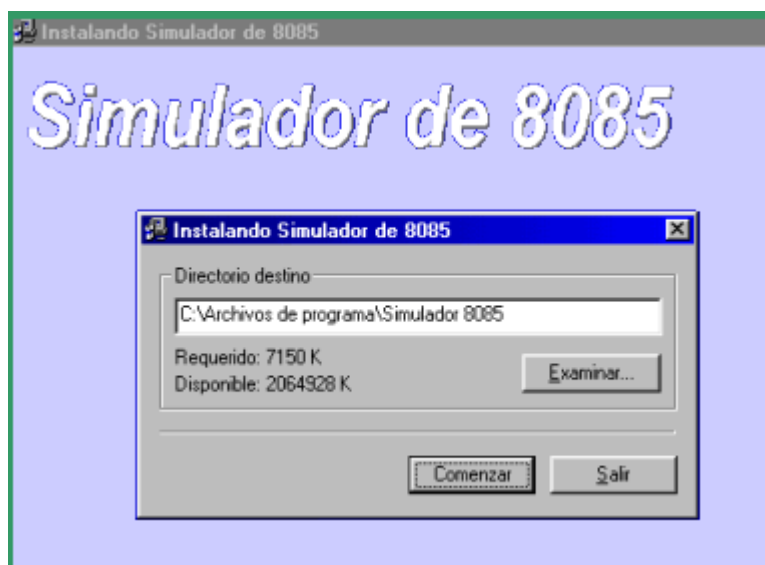 Instalando Simulador de 8085
Simulador de 8085
Instalando Simulador de 8085
Directorio destino
C:\Archivos de programa\Simulador 8085
Requerido: 7150 K
Disponible: 2064928 K
Examinar...
Comenzar
Salir